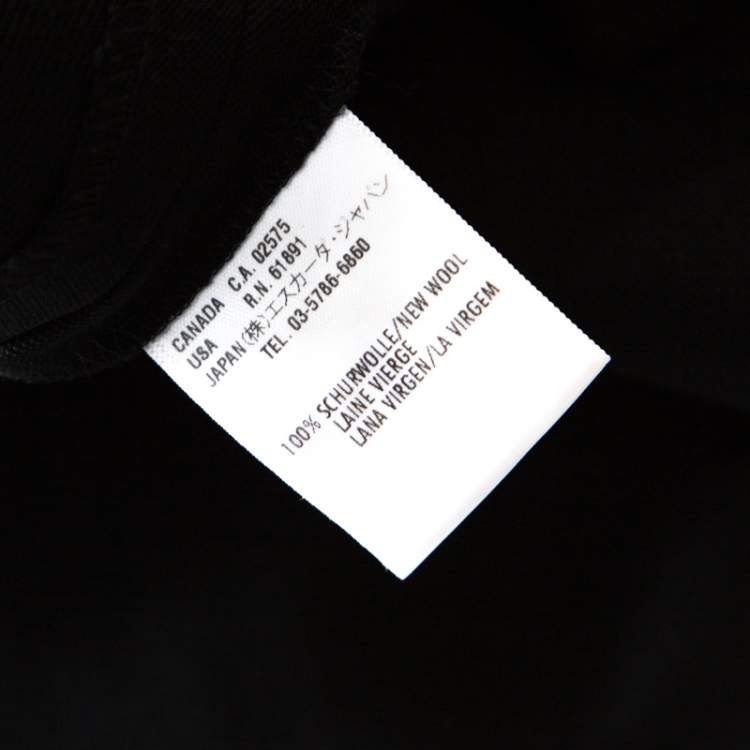 CANADA C.A. 02575
USA R.N. 61891
JAPAN (株)エスカーダ・ジャパン
TEL. 03-5786-6860
100% SCHURWOLLE/NEW WOOL
LAINE VIERGE
LANA VIRGEN/LA VIRGEM